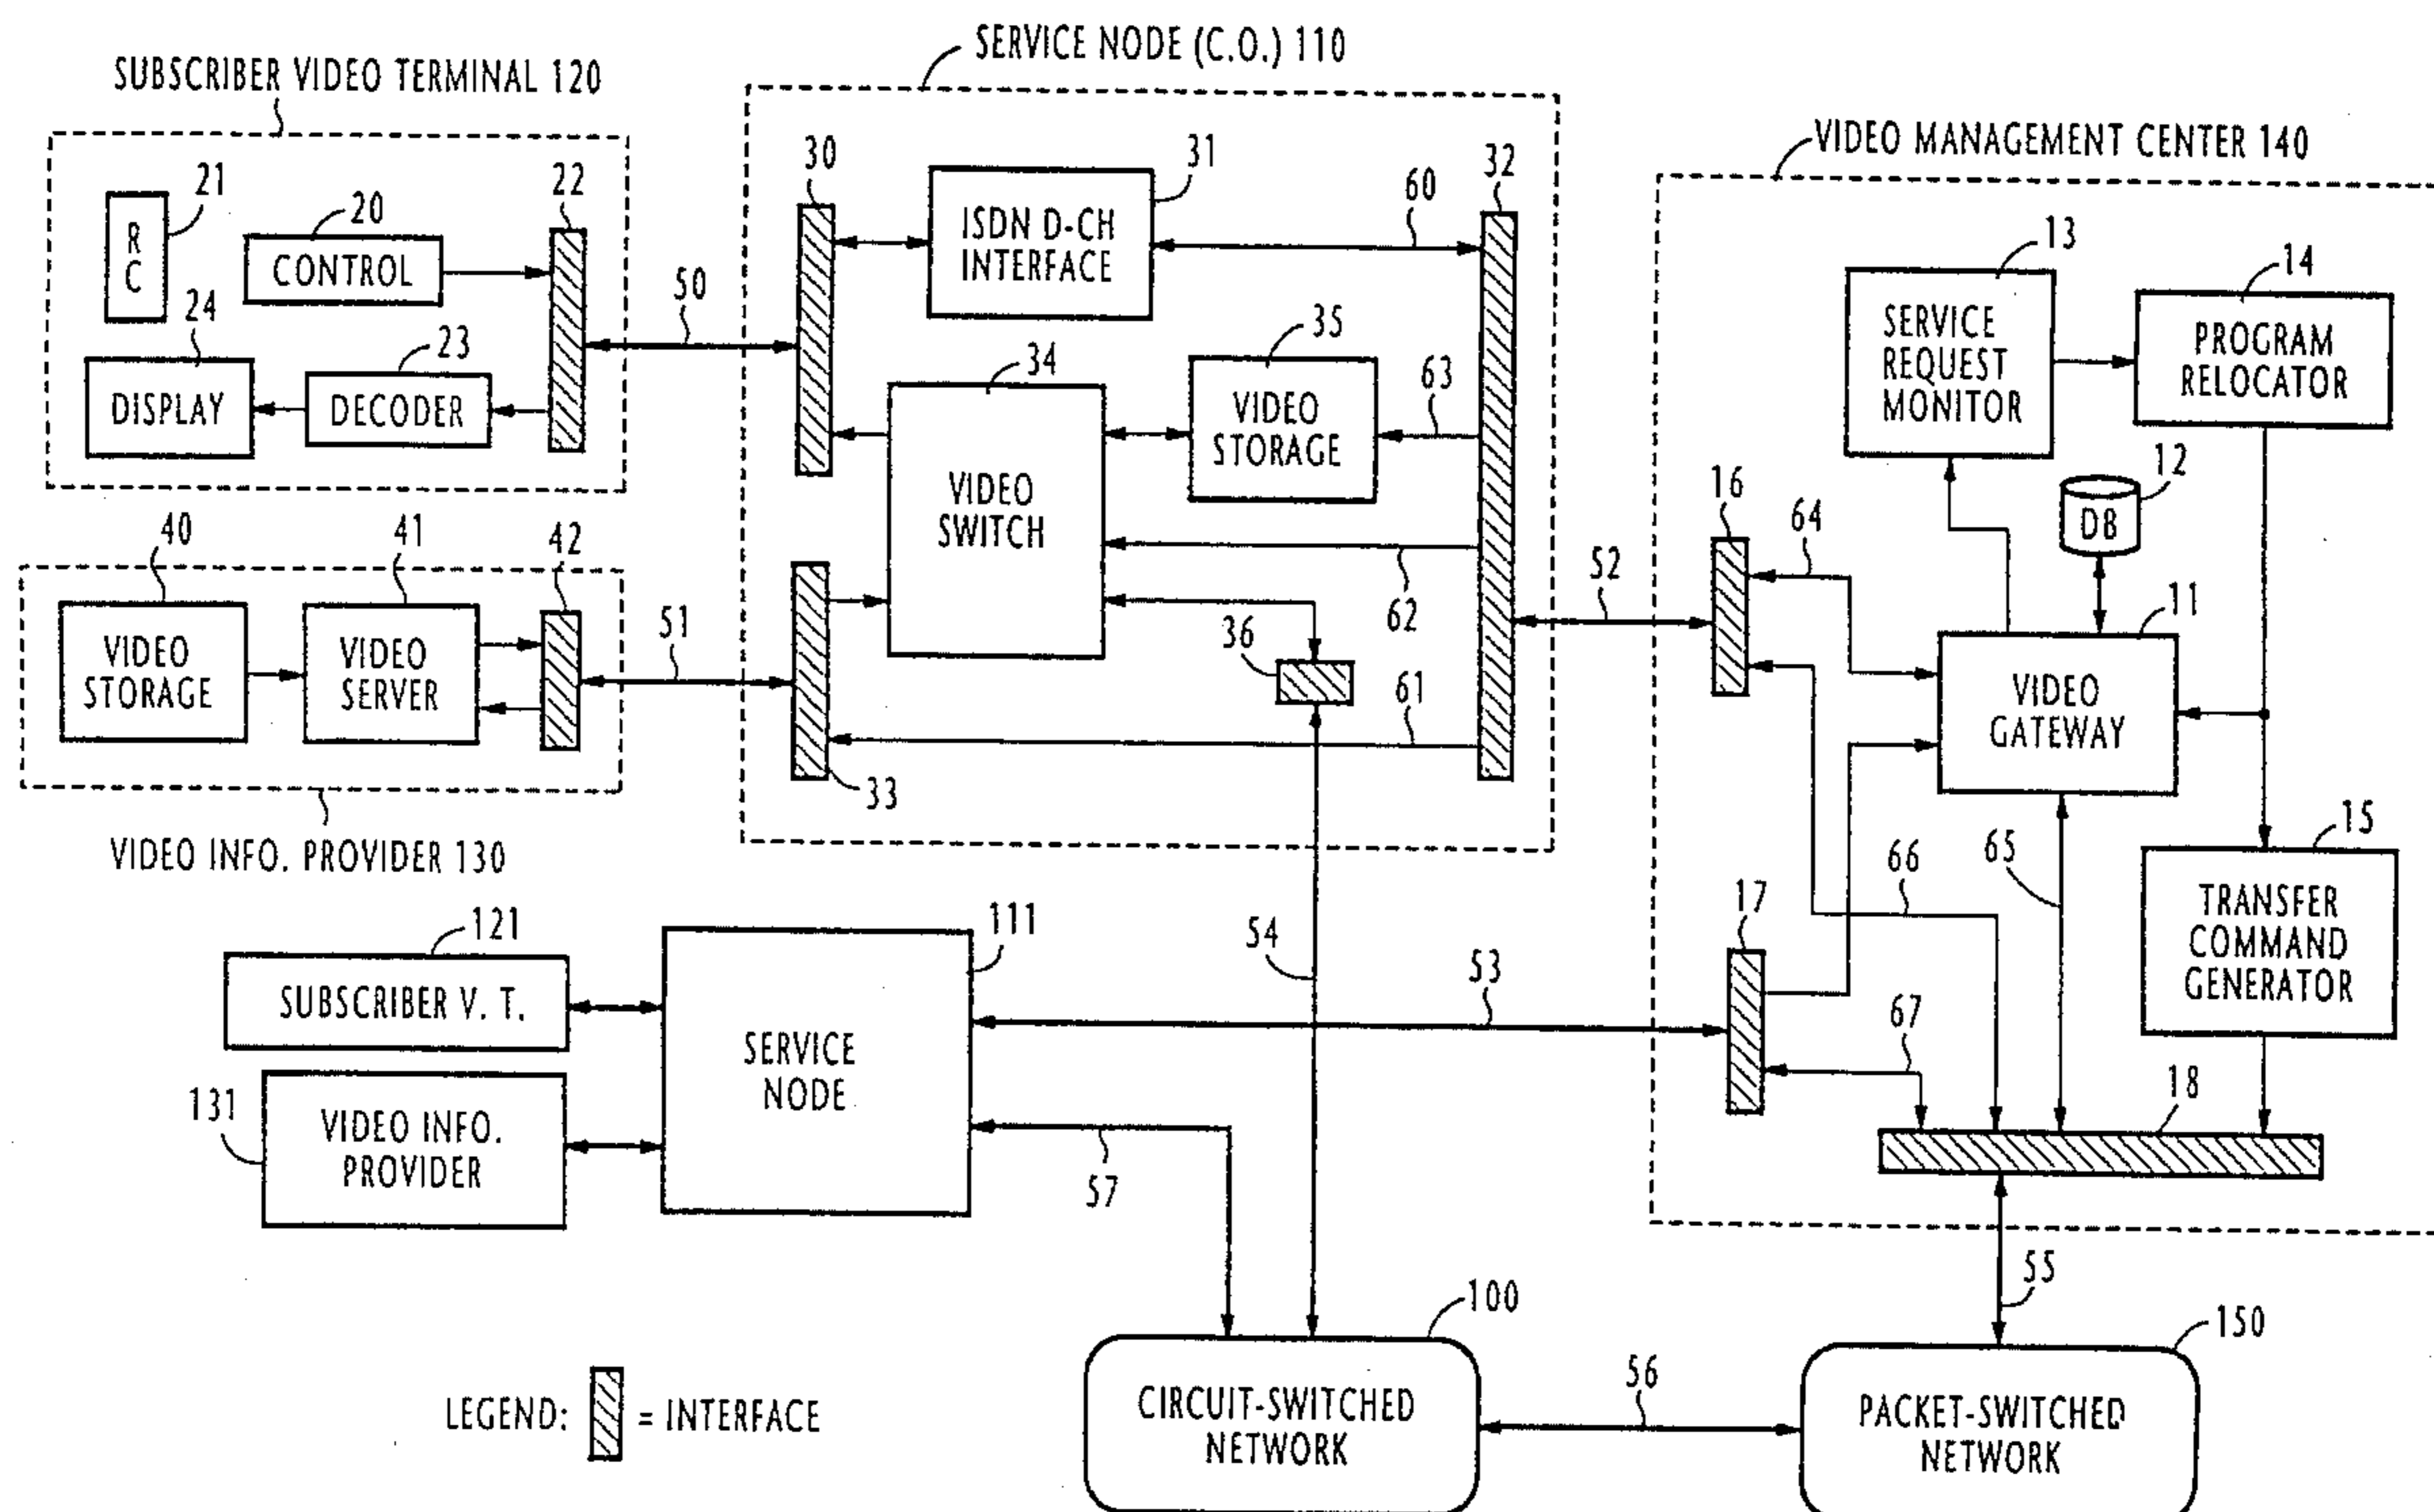 SERVICE NODE (C.O.) 110
SUBSCRIBER VIDEO TERMINAL 120
VIDEO MANAGEMENT CENTER 140
21
R
C
20
CONTROL
22
24
DISPLAY
23
DECODER
50
30
31
ISDN D-CH
INTERFACE
60
32
34
VIDEO
SWITCH
35
VIDEO
STORAGE
63
62
36
61
33
52
13
SERVICE
REQUEST
MONITOR
14
PROGRAM
RELOCATOR
12
DB
16
64
11
VIDEO
GATEWAY
40
VIDEO
STORAGE
41
VIDEO
SERVER
42
51
VIDEO INFO. PROVIDER 130
66
65
15
TRANSFER
COMMAND
GENERATOR
17
67
18
121
SUBSCRIBER V. T.
111
SERVICE
NODE
54
53
131
VIDEO INFO.
PROVIDER
57
55
100
CIRCUIT-SWITCHED
NETWORK
56
150
PACKET-SWITCHED
NETWORK
LEGEND: = INTERFACE